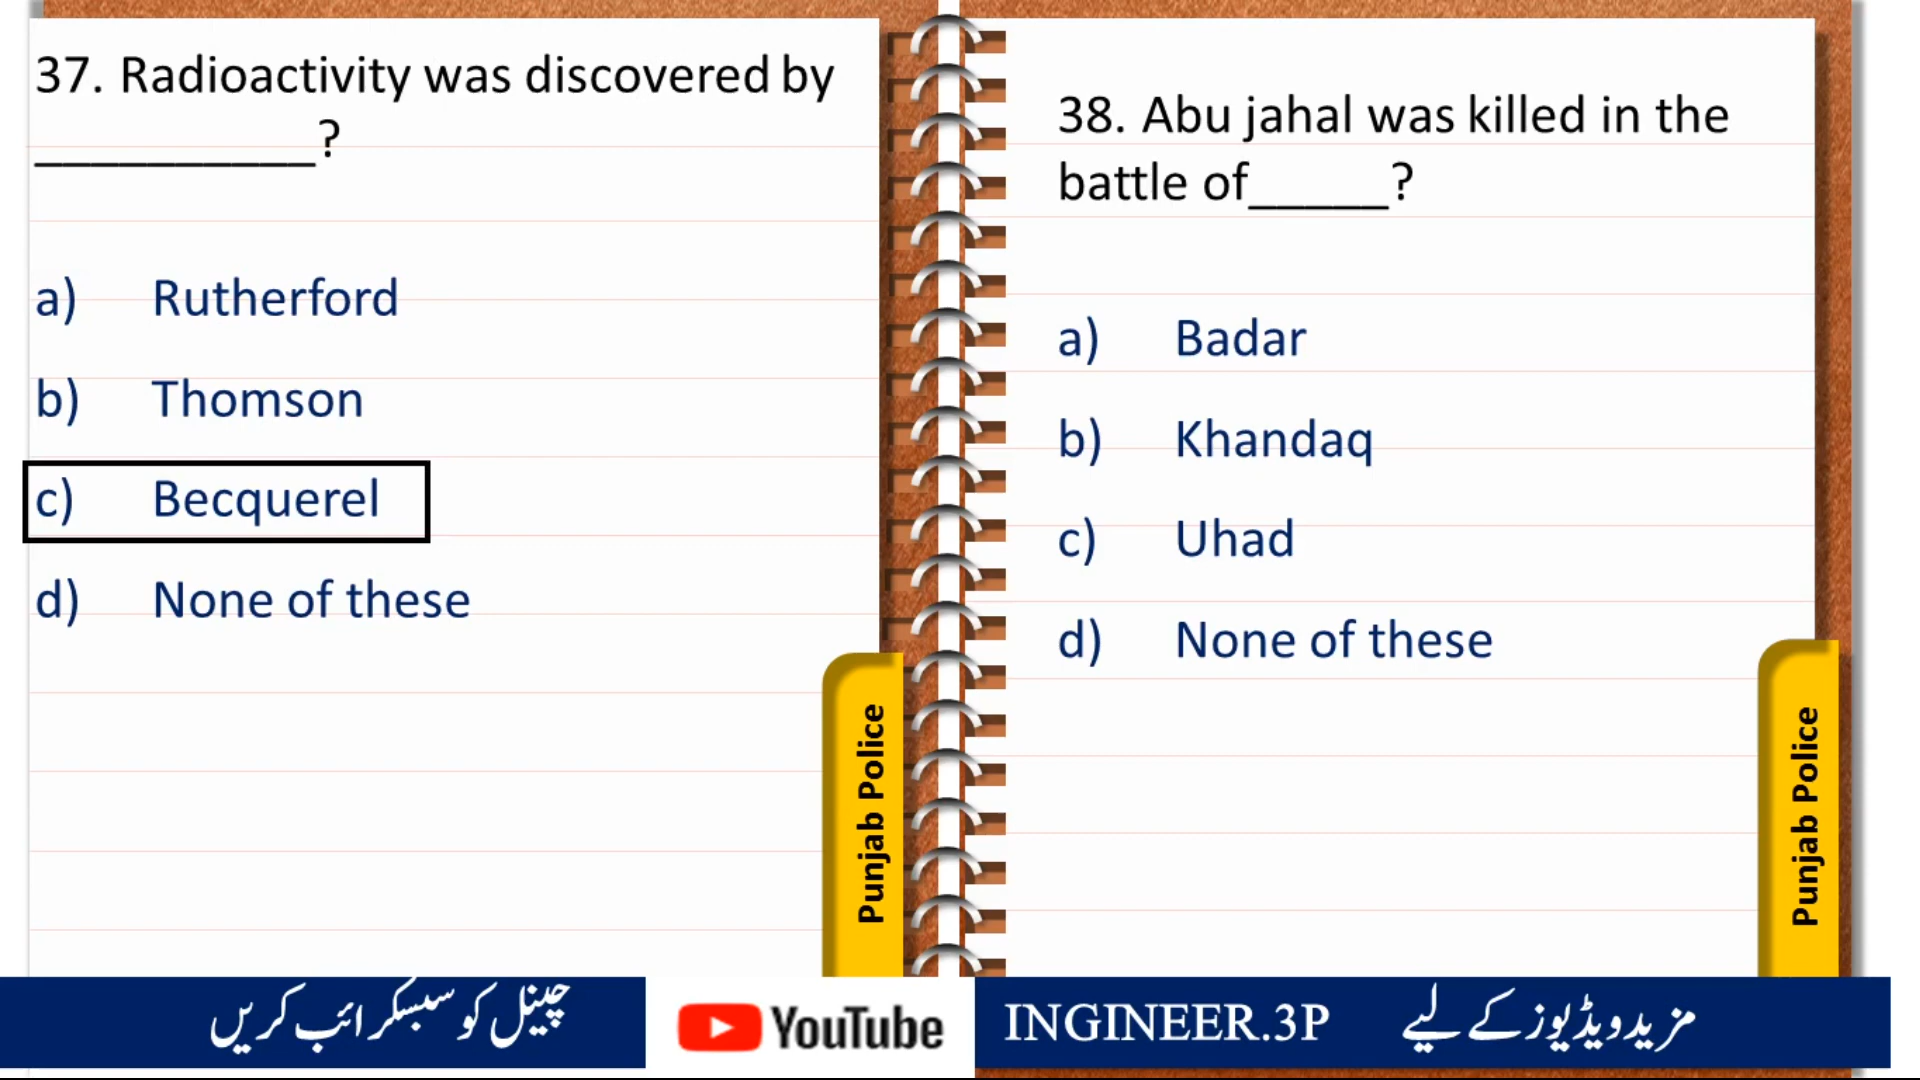 37. Radioactivity was discovered by
__________?
a) Rutherford
b) Thomson
c) Becquerel
d) None of these
Punjab Police
38. Abu jahal was killed in the
battle of_____?
a) Badar
b) Khandaq
c) Uhad
d) None of these
Punjab Police
چینل کو سبسکرائب کریں
YouTube
INGINEER.3P
مزید ویڈیوز کے لیے